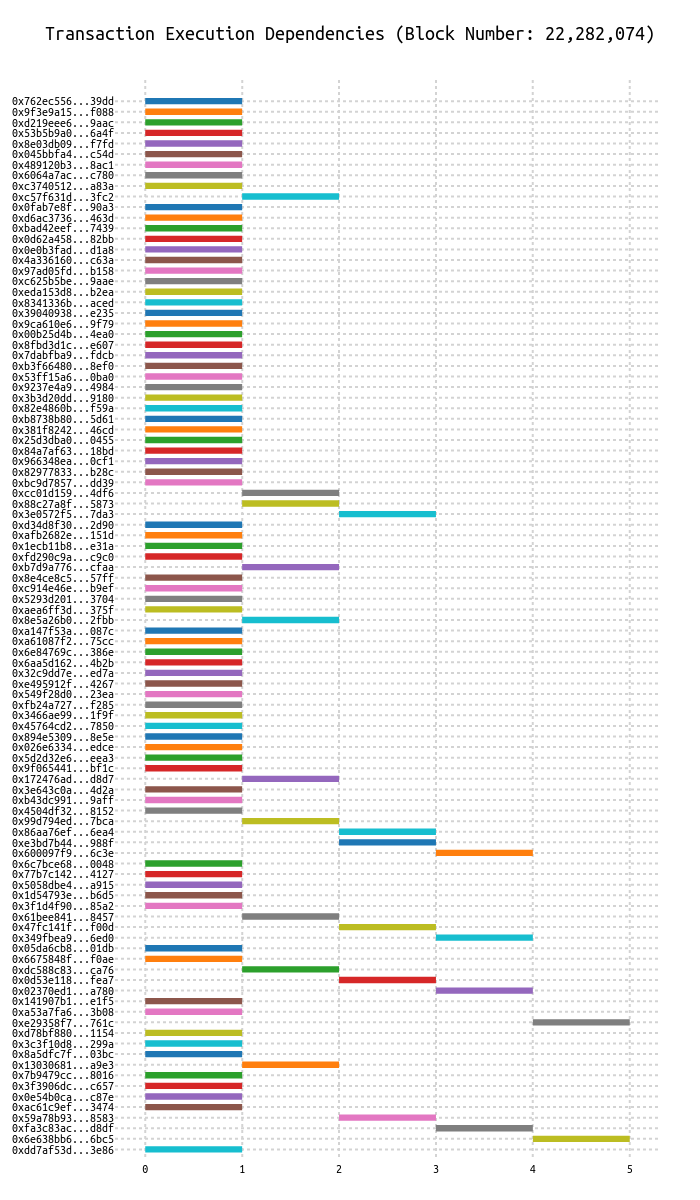 Transaction Execution Dependencies (Block Number: 22,282,074)
0x762ec556...39dd
0x9f3e9a15...f088
0xd219eee6...9aac
0x53b5b9a0...6a4f
0x8e03db09...f7fd
0x045bbfa4...c54d
0x489120b3...8ac1
0x6064a7ac...c780
0xc3740512...a83a
0xc57f631d...3fc2
0x0fab7e8f...90a3
0xd6ac3736...463d
0xbad42eef...7439
0x0d62a458...82bb
0x0e0b3fad...d1a8
0x4a336160...c63a
0x97ad05fd...b158
0xc625b5be...9aae
0xeda153d8...b2ea
0x8341336b...aced
0x39040938...e235
0x9ca610e6...9f79
0x00b25d4b...4ea0
0x8fbd3d1c...e607
0x7dabfba9...fdcb
0xb3f66480...8ef0
0x53ff15a6...0ba0
0x9237e4a9...4984
0x3b3d20dd...9180
0x82e4860b...f59a
0xb8738b80...5d61
0x381f8242...46cd
0x25d3dba0...0455
0x84a7af63...18bd
0x966348ea...0cf1
0x82977833...b28c
0xbc9d7857...dd39
0xcc01d159...4df6
0x88c27a8f...5873
0x3e0572f5...7da3
0xd34d8f30...2d90
0xafb2682e...151d
0x1ecb11b8...e31a
0xfd290c9a...c9c0
0xb7d9a776...cfaa
0x8e4ce8c5...57ff
0xc914e46e...b9ef
0x5293d201...3704
0xaea6ff3d...375f
0x8e5a26b0...2fbb
0xa147f53a...087c
0xa61087f2...75cc
0x6e84769c...386e
0x6aa5d162...4b2b
0x32c9dd7e...ed7a
0xe495912f...4267
0x549f28d0...23ea
0xfb24a727...f285
0x3466ae99...1f9f
0x45764cd2...7850
0x894e5309...8e5e
0x026e6334...edce
0x5d2d32e6...eea3
0x9f065441...bf1c
0x172476ad...d8d7
0x3e643c0a...4d2a
0xb43dc991...9aff
0x4504df32...8152
0x99d794ed...7bca
0x86aa76ef...6ea4
0xe3bd7b44...988f
0x600097f9...6c3e
0x6c7bce68...0048
0x77b7c142...4127
0x5058dbe4...a915
0x1d54793e...b6d5
0x3f1d4f90...85a2
0x61bee841...8457
0x47fc141f...f00d
0x349fbea9...6ed0
0x05da6cb8...01db
0x6675848f...f0ae
0xdc588c83...ca76
0x0d53e118...fea7
0x02370ed1...a780
0x141907b1...e1f5
0xa53a7fa6...3b08
0xe29358f7...761c
0xd78bf880...1154
0x3c3f10d8...299a
0x8a5dfc7f...03bc
0x13030681...a9e3
0x7b9479cc...8016
0x3f3906dc...c657
0x0e54b0ca...c87e
0xac61c9ef...3474
0x59a78b93...8583
0xfa3c83ac...d8df
0x6e638bb6...6bc5
0xdd7af53d...3e86
0 1 2 3 4 5